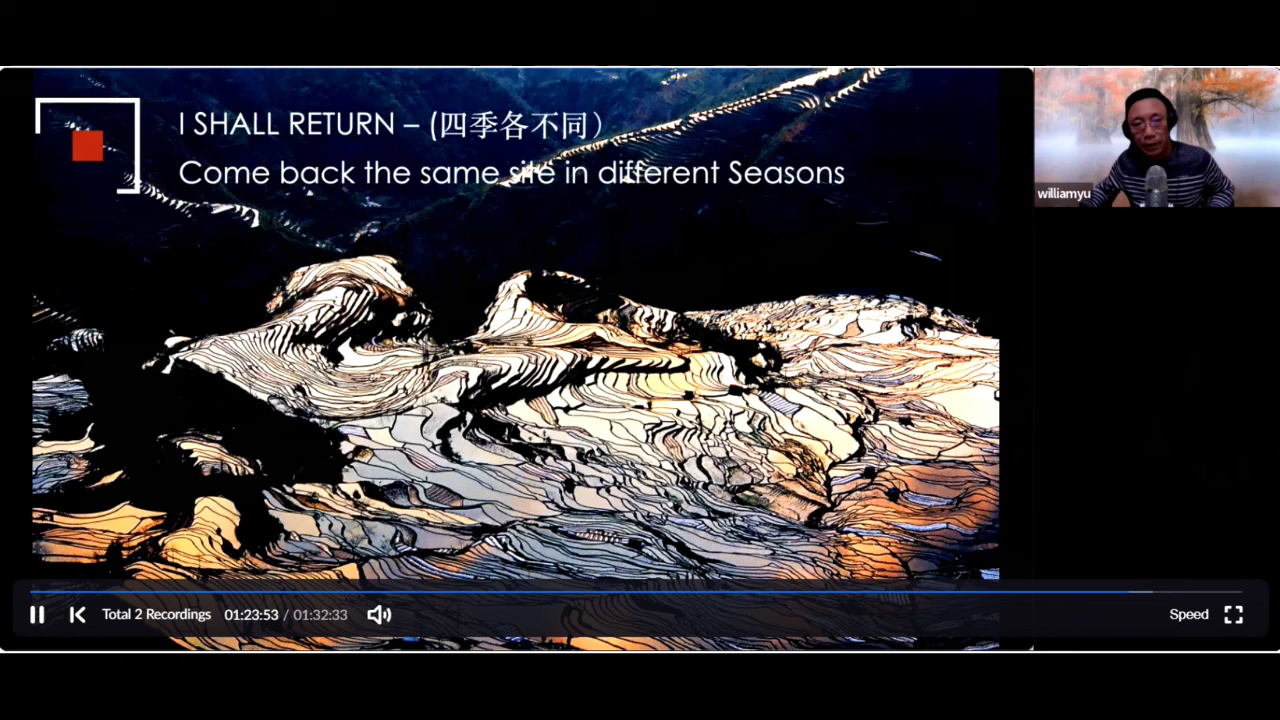 I SHALL RETURN – (四季各不同）
Come back the same site in different Seasons
williamyu
Total 2 Recordings 01:23:53 / 01:32:33
Speed